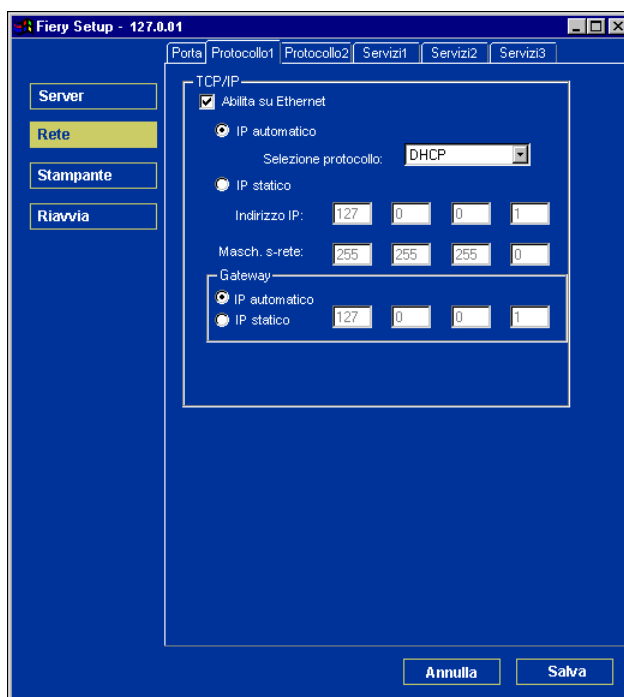 Fiery Setup - 127.0.01
Porta Protocollo1 Protocollo2 Servizi1 Servizi2 Servizi3
Server
Rete
Stampante
Riavvia
TCP/IP
Abilita su Ethernet
IP automatico
Selezione protocollo: DHCP
IP statico
Indirizzo IP: 127 0 0 1
Masch. s-rete: 255 255 255 0
Gateway
IP automatico
IP statico 127 0 0 1
Annulla Salva